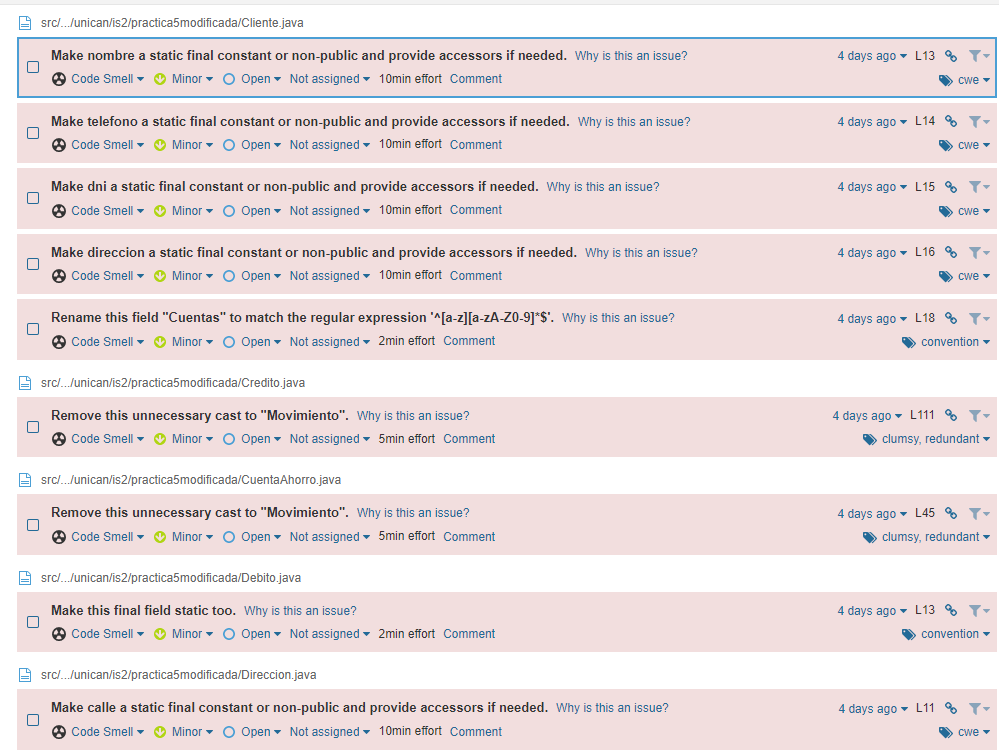 src/.../unican/is2/practica5modificada/Cliente.java
Make nombre a static final constant or non-public and provide accessors if needed. Why is this an issue? 4 days ago L13
Code Smell Minor Open Not assigned 10min effort Comment cwe
Make telefono a static final constant or non-public and provide accessors if needed. Why is this an issue? 4 days ago L14
Code Smell Minor Open Not assigned 10min effort Comment cwe
Make dni a static final constant or non-public and provide accessors if needed. Why is this an issue? 4 days ago L15
Code Smell Minor Open Not assigned 10min effort Comment cwe
Make direccion a static final constant or non-public and provide accessors if needed. Why is this an issue? 4 days ago L16
Code Smell Minor Open Not assigned 10min effort Comment cwe
Rename this field "Cuentas" to match the regular expression '^[a-z][a-zA-Z0-9]*$'. Why is this an issue? 4 days ago L18
Code Smell Minor Open Not assigned 2min effort Comment convention
src/.../unican/is2/practica5modificada/Credito.java
Remove this unnecessary cast to "Movimiento". Why is this an issue? 4 days ago L111
Code Smell Minor Open Not assigned 5min effort Comment clumsy, redundant
src/.../unican/is2/practica5modificada/CuentaAhorro.java
Remove this unnecessary cast to "Movimiento". Why is this an issue? 4 days ago L45
Code Smell Minor Open Not assigned 5min effort Comment clumsy, redundant
src/.../unican/is2/practica5modificada/Debito.java
Make this final field static too. Why is this an issue? 4 days ago L13
Code Smell Minor Open Not assigned 2min effort Comment convention
src/.../unican/is2/practica5modificada/Direccion.java
Make calle a static final constant or non-public and provide accessors if needed. Why is this an issue? 4 days ago L11
Code Smell Minor Open Not assigned 10min effort Comment cwe